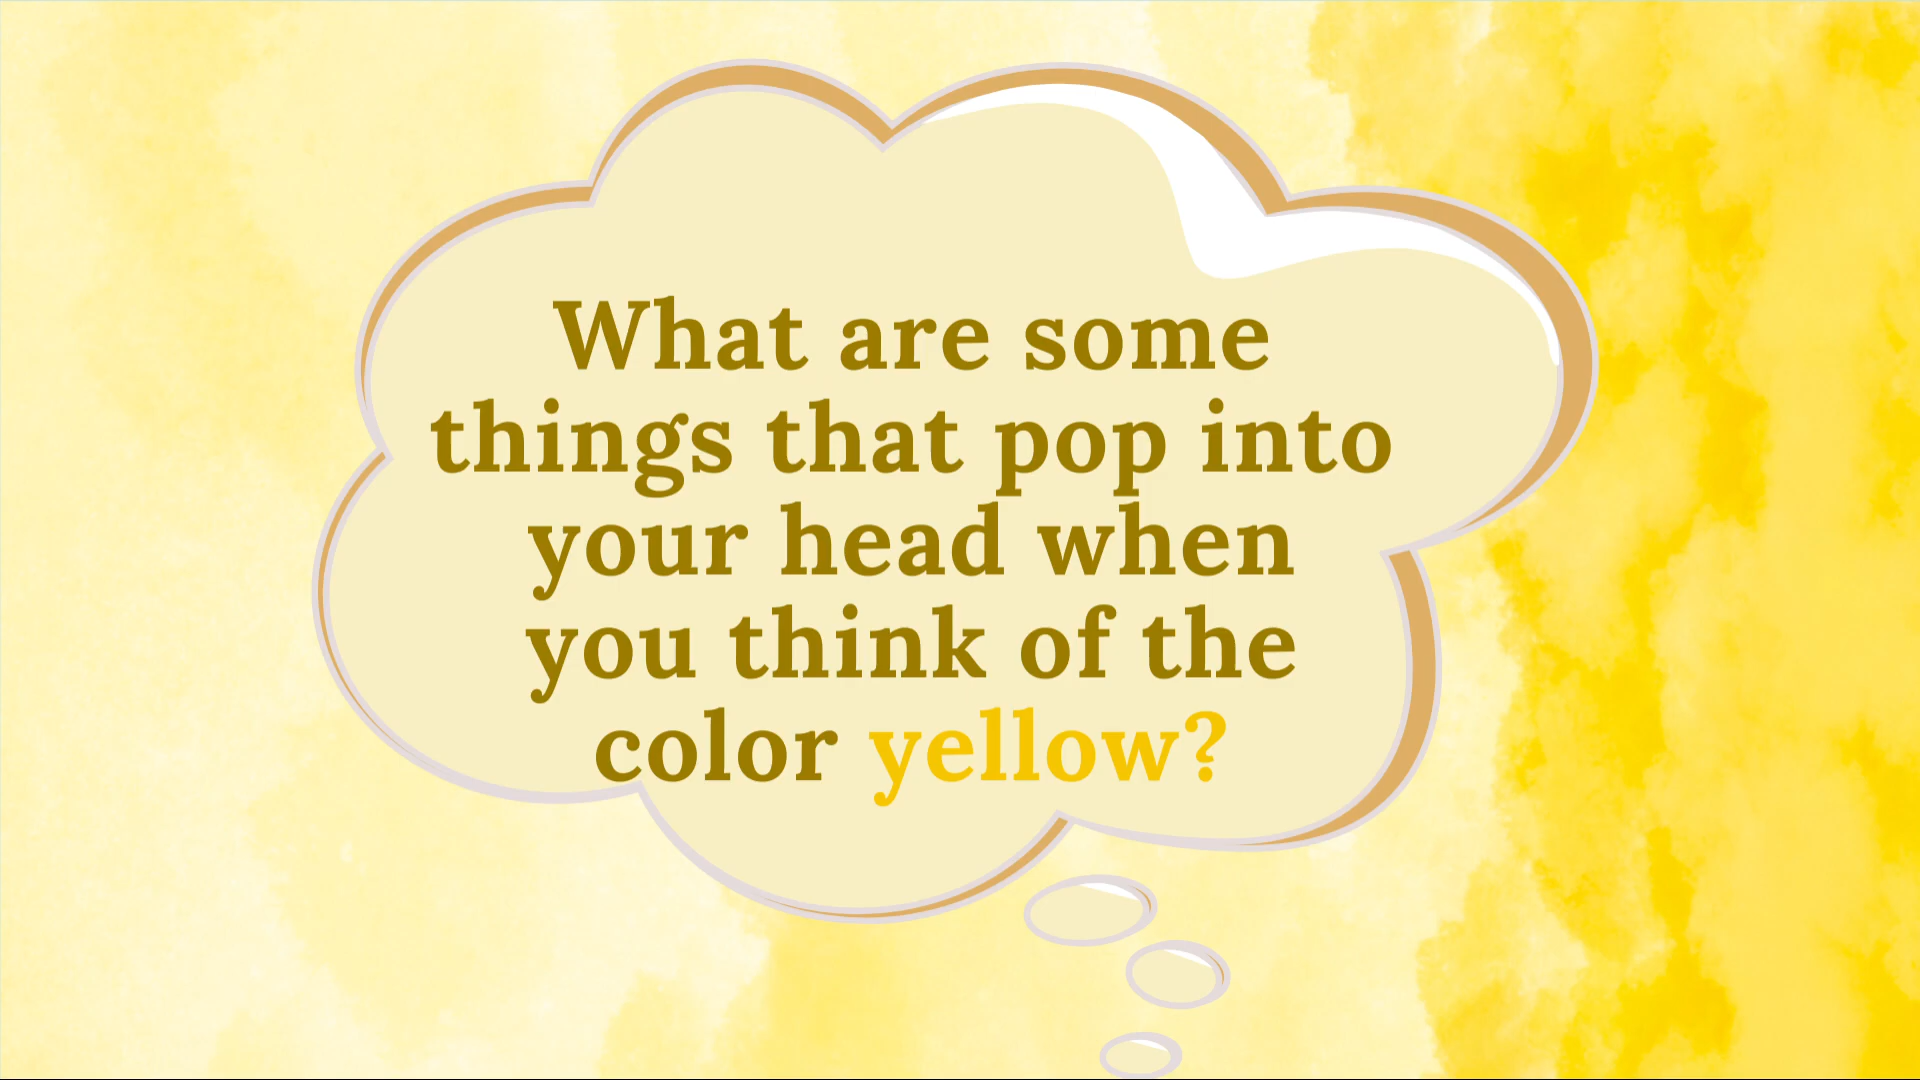 What are some
things that pop into
your head when
you think of the
color yellow?